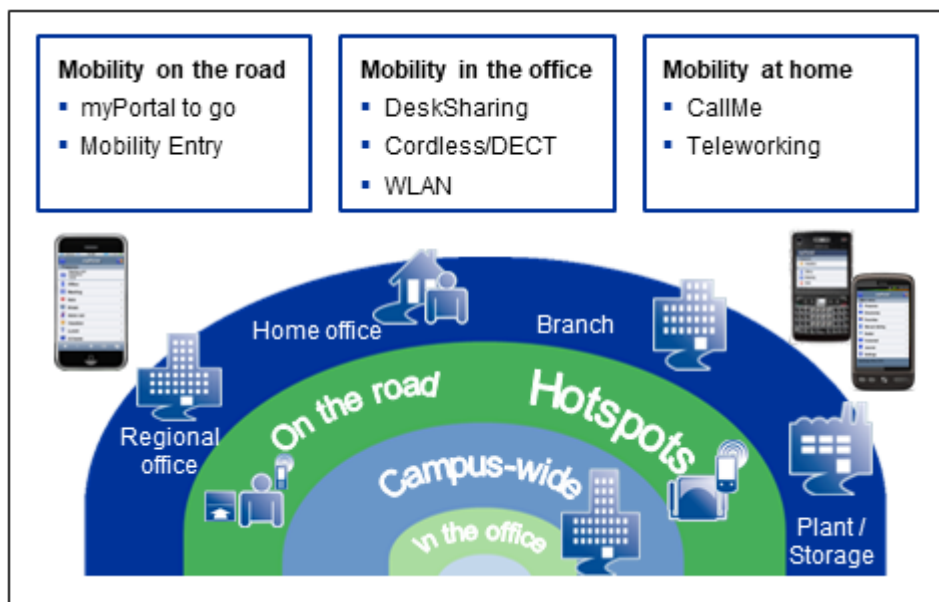 Mobility on the road
▪ myPortal to go
▪ Mobility Entry
Mobility in the office
▪ DeskSharing
▪ Cordless/DECT
▪ WLAN
Mobility at home
▪ CallMe
▪ Teleworking
Home office
Branch
Regional
office
On the road
Hotspots
Campus-wide
in the office
Plant /
Storage